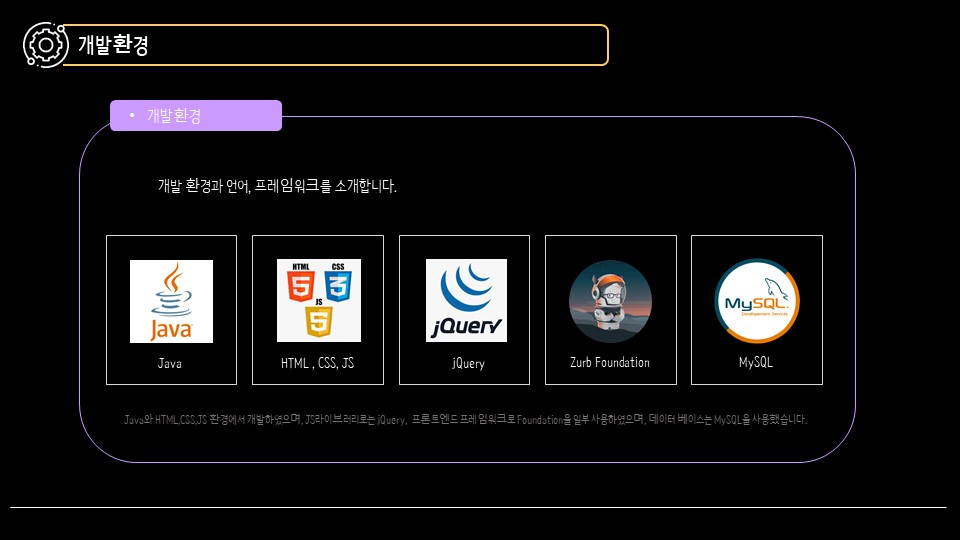 개발환경
• 개발환경
개발 환경과 언어, 프레임워크를 소개합니다.
Java
HTML CSS
JS
jQuery
MySQL
Developpement Services
Java
HTML , CSS, JS
jQuery
Zurb Foundation
MySQL
Java와 HTML,CSS,JS 환경에서 개발하였으며, JS라이브러리로는 jQuery, 프론트엔드 프레임워크로 Foundation을 일부 사용하였으며, 데이터 베이스는 MySQL을 사용했습니다.